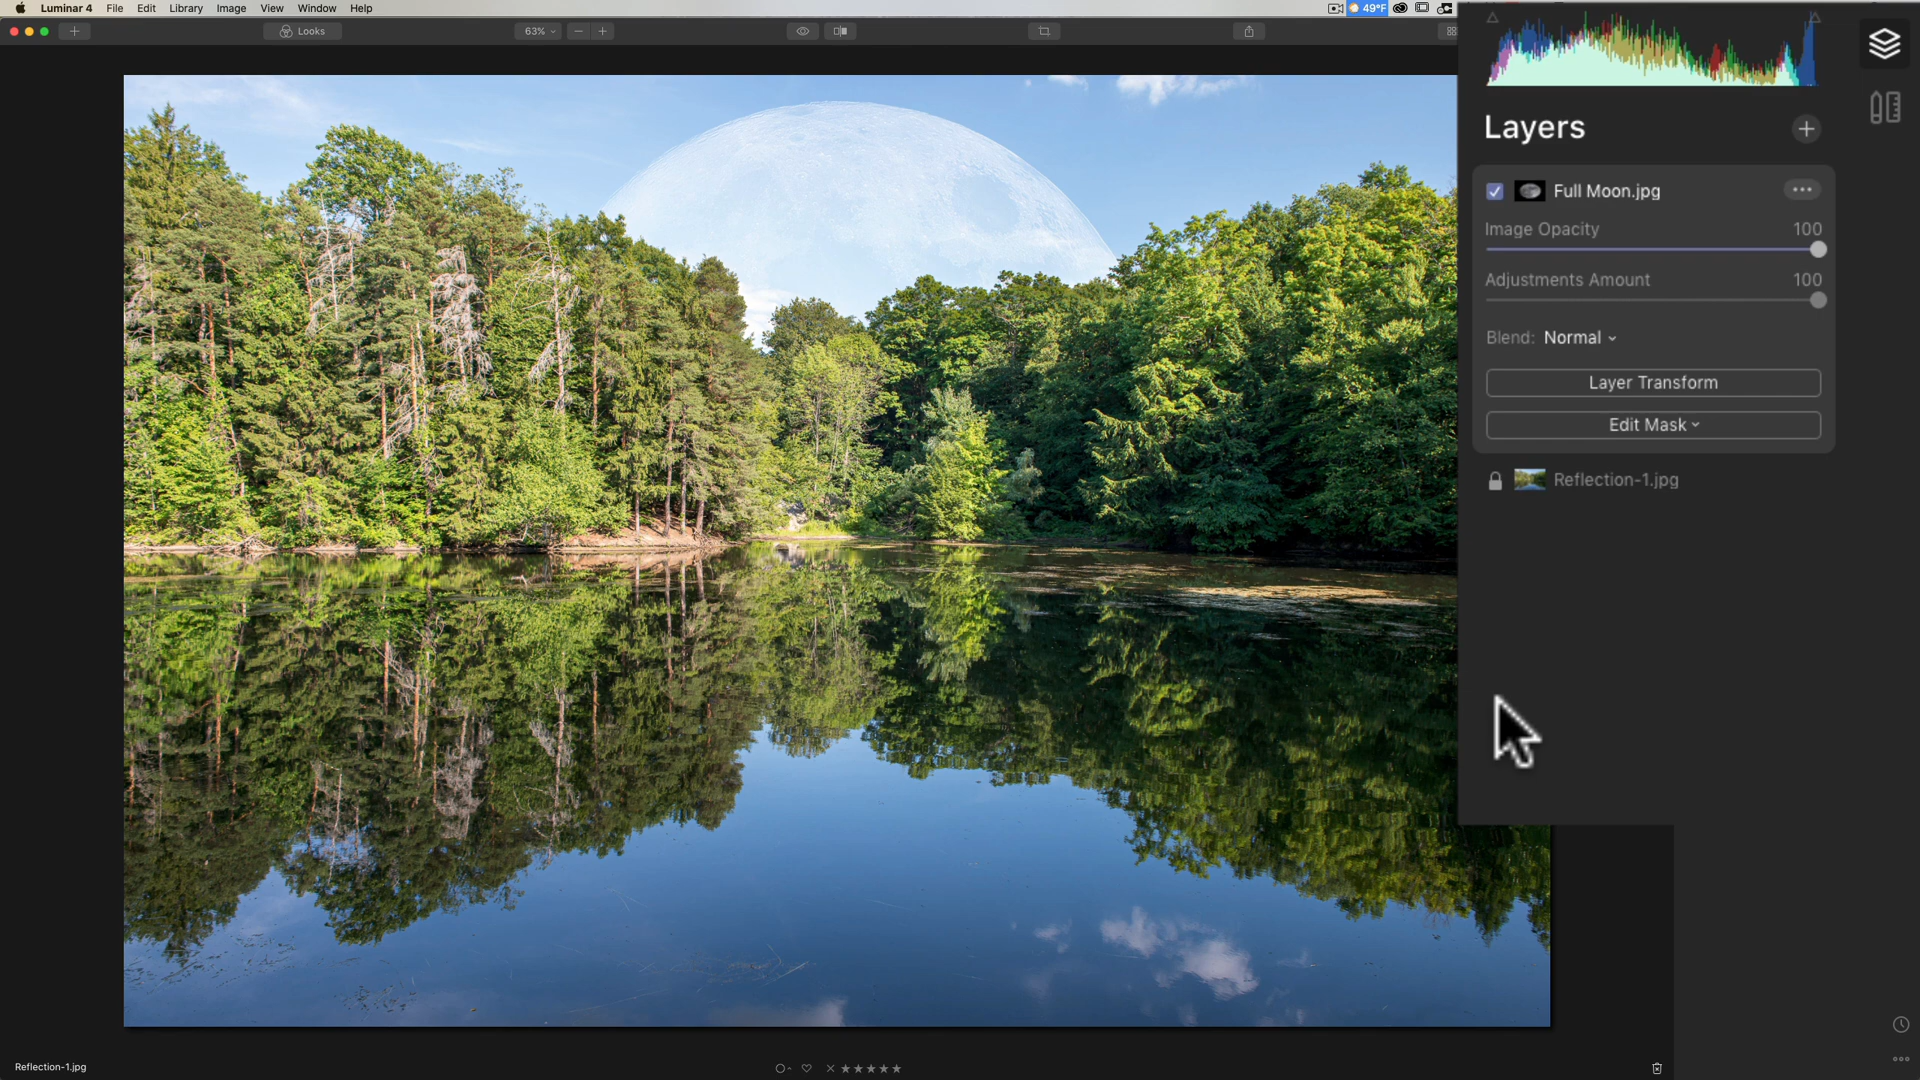 Luminar 4 File Edit Library Image View Window Help
49°F
Looks
63%
Layers
Full Moon.jpg
Image Opacity 100
Adjustments Amount 100
Blend: Normal
Layer Transform
Edit Mask
Reflection-1.jpg
Reflection-1.jpg